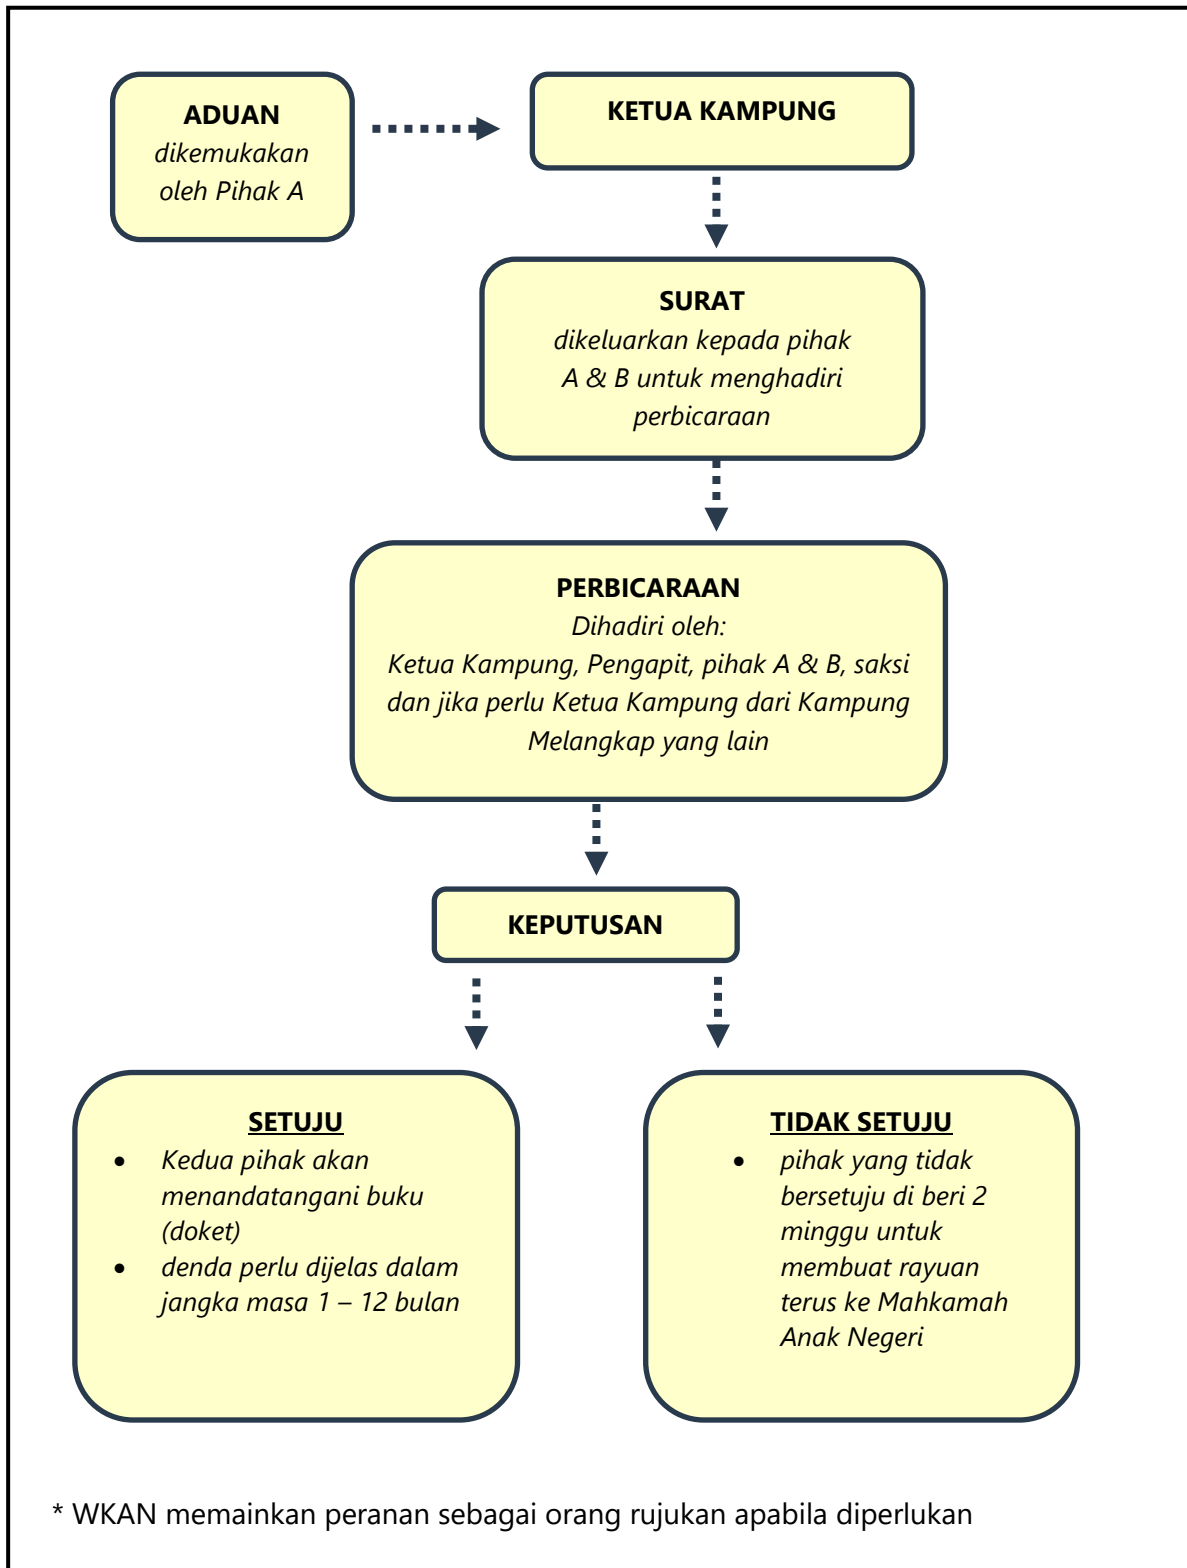 ADUAN
dikemukakan
oleh Pihak A
KETUA KAMPUNG
SURAT
dikeluarkan kepada pihak
A & B untuk menghadiri
perbicaraan
PERBICARAAN
Dihadiri oleh:
Ketua Kampung, Pengapit, pihak A & B, saksi
dan jika perlu Ketua Kampung dari Kampung
Melangkap yang lain
KEPUTUSAN
SETUJU
• Kedua pihak akan
menandatangani buku
(doket)
• denda perlu dijelas dalam
jangka masa 1 – 12 bulan
TIDAK SETUJU
• pihak yang tidak
bersetuju di beri 2
minggu untuk
membuat rayuan
terus ke Mahkamah
Anak Negeri
* WKAN memainkan peranan sebagai orang rujukan apabila diperlukan